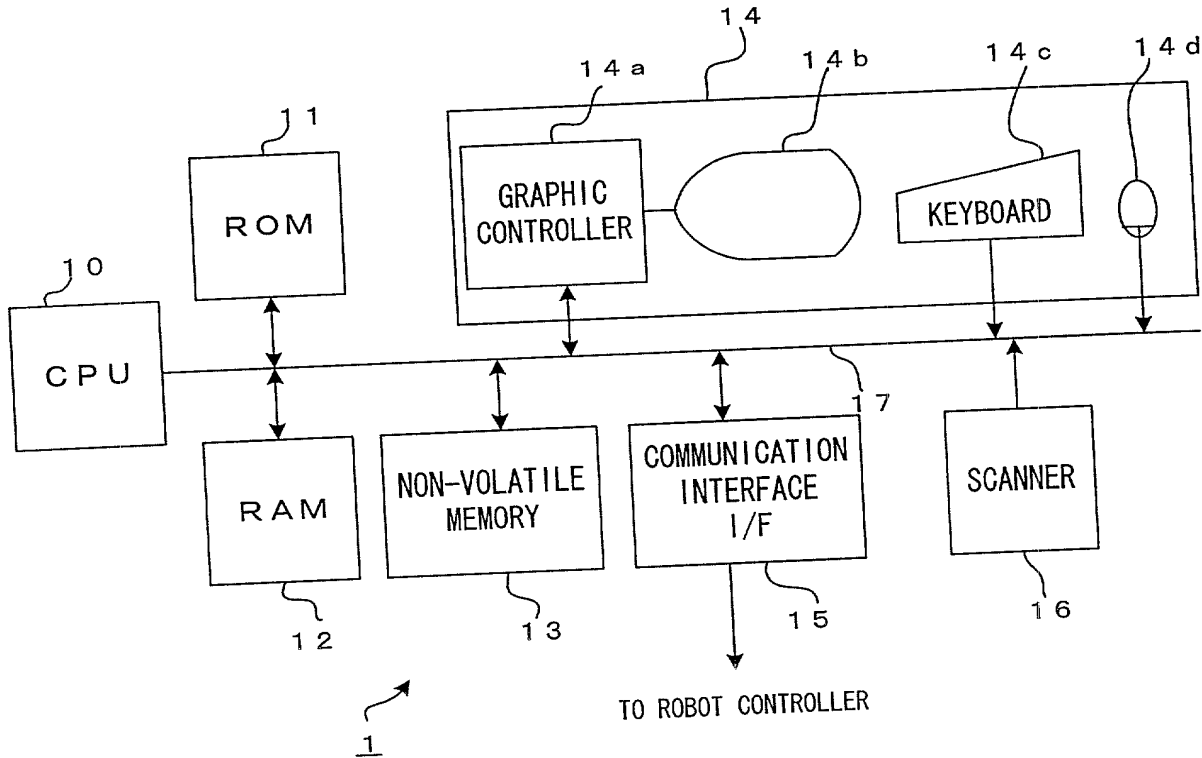 14
14a
14b
14c
14d
11
GRAPHIC
CONTROLLER
KEYBOARD
ROM
10
CPU
17
RAM
NON-VOLATILE
MEMORY
COMMUNICATION
INTERFACE
I/F
SCANNER
12
13
15
16
TO ROBOT CONTROLLER
1